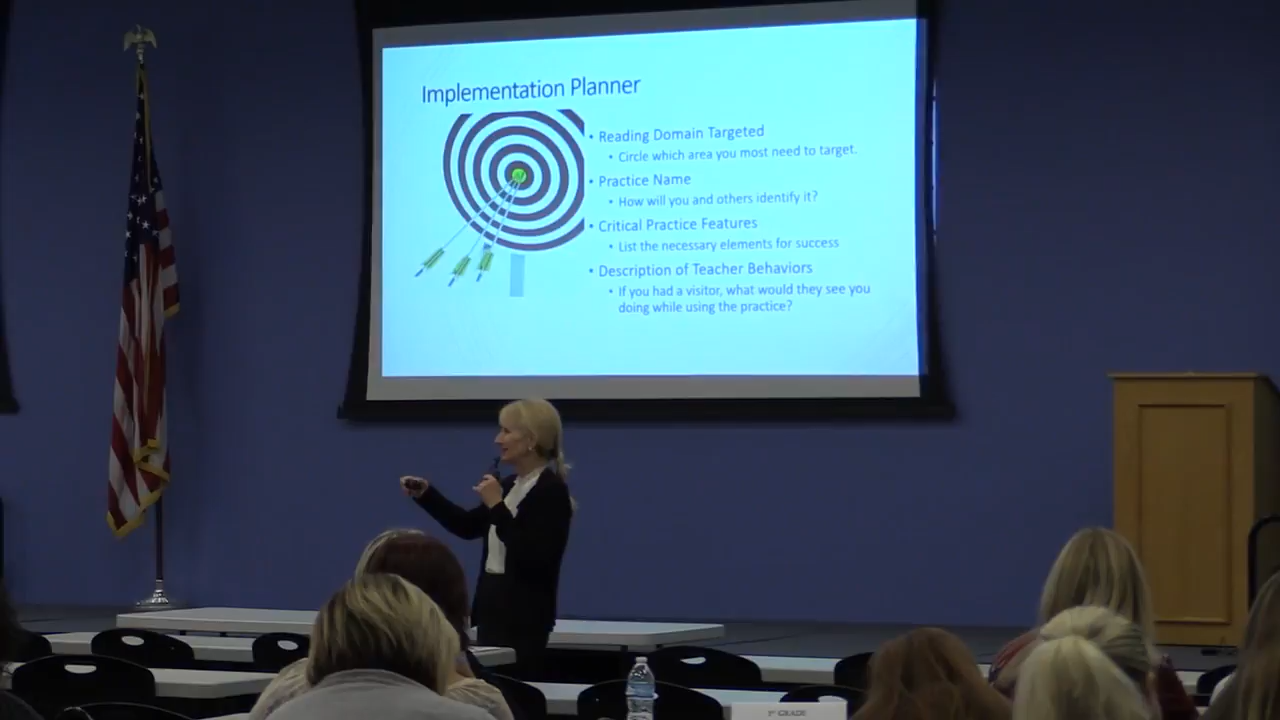 Implementation Planner
• Reading Domain Targeted
• Circle which area you most need to target.
• Practice Name
• How will you and others identify it?
• Critical Practice Features
• List the necessary elements for success
• Description of Teacher Behaviors
• If you had a visitor, what would they see you
doing while using the practice?
GRADE